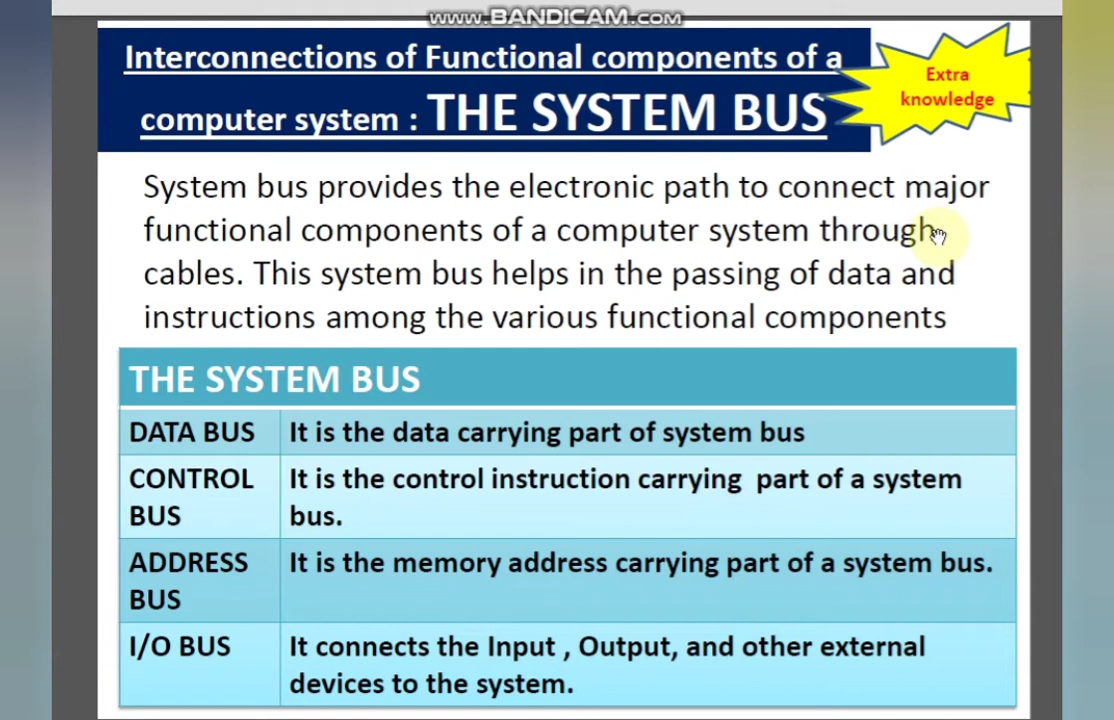 www.BANDICAM.com
Interconnections of Functional components of a
computer system : THE SYSTEM BUS
Extra
knowledge
System bus provides the electronic path to connect major
functional components of a computer system through
cables. This system bus helps in the passing of data and
instructions among the various functional components
THE SYSTEM BUS
DATA BUS It is the data carrying part of system bus
CONTROL It is the control instruction carrying part of a system
BUS bus.
ADDRESS It is the memory address carrying part of a system bus.
BUS
I/O BUS It connects the Input , Output, and other external
devices to the system.